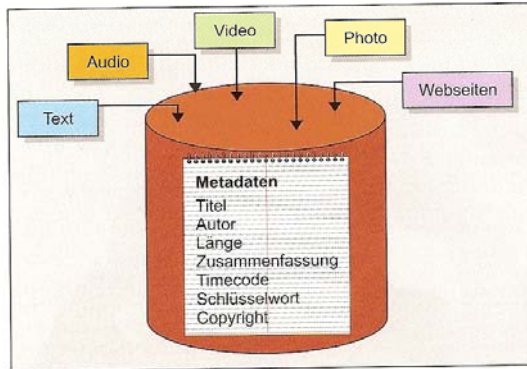 Video
Photo
Audio
Webseiten
Text
Metadaten
Titel
Autor
Länge
Zusammenfassung
Timecode
Schlüsselwort
Copyright